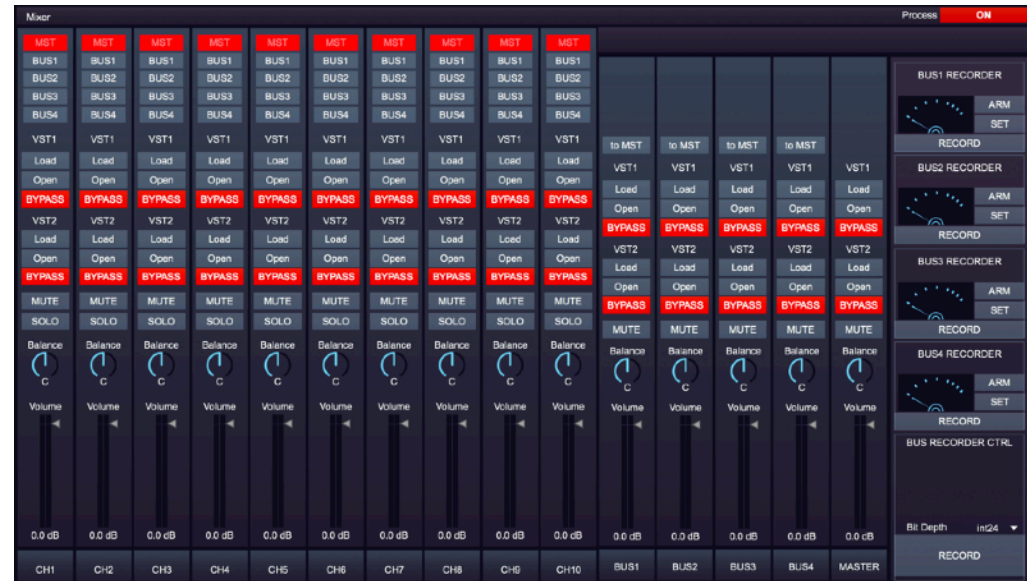 Mixer Process ON
MST MST MST MST MST MST MST MST MST MST
BUS1 BUS1 BUS1 BUS1 BUS1 BUS1 BUS1 BUS1 BUS1 BUS1
BUS2 BUS2 BUS2 BUS2 BUS2 BUS2 BUS2 BUS2 BUS2 BUS2
BUS3 BUS3 BUS3 BUS3 BUS3 BUS3 BUS3 BUS3 BUS3 BUS3
BUS4 BUS4 BUS4 BUS4 BUS4 BUS4 BUS4 BUS4 BUS4 BUS4
VST1 VST1 VST1 VST1 VST1 VST1 VST1 VST1 VST1 VST1
Load Load Load Load Load Load Load Load Load Load
Open Open Open Open Open Open Open Open Open Open
BYPASS BYPASS BYPASS BYPASS BYPASS BYPASS BYPASS BYPASS BYPASS BYPASS
VST2 VST2 VST2 VST2 VST2 VST2 VST2 VST2 VST2 VST2
Load Load Load Load Load Load Load Load Load Load
Open Open Open Open Open Open Open Open Open Open
BYPASS BYPASS BYPASS BYPASS BYPASS BYPASS BYPASS BYPASS BYPASS BYPASS
MUTE MUTE MUTE MUTE MUTE MUTE MUTE MUTE MUTE MUTE
SOLO SOLO SOLO SOLO SOLO SOLO SOLO SOLO SOLO SOLO
Balance Balance Balance Balance Balance Balance Balance Balance Balance Balance
C C C C C C C C C C
Volume Volume Volume Volume Volume Volume Volume Volume Volume Volume
0.0 dB 0.0 dB 0.0 dB 0.0 dB 0.0 dB 0.0 dB 0.0 dB 0.0 dB 0.0 dB 0.0 dB
CH1 CH2 CH3 CH4 CH5 CH6 CH7 CH8 CH9 CH10
to MST to MST to MST to MST
VST1 VST1 VST1 VST1 VST1
Load Load Load Load Load
Open Open Open Open Open
BYPASS BYPASS BYPASS BYPASS BYPASS
VST2 VST2 VST2 VST2 VST2
Load Load Load Load Load
Open Open Open Open Open
BYPASS BYPASS BYPASS BYPASS BYPASS
MUTE MUTE MUTE MUTE MUTE
Balance Balance Balance Balance Balance
C C C C C
Volume Volume Volume Volume Volume
0.0 dB 0.0 dB 0.0 dB 0.0 dB 0.0 dB
BUS1 BUS2 BUS3 BUS4 MASTER
BUS1 RECORDER
ARM
SET
RECORD
BUS2 RECORDER
ARM
SET
RECORD
BUS3 RECORDER
ARM
SET
RECORD
BUS4 RECORDER
ARM
SET
RECORD
BUS RECORDER CTRL
Bit Depth int24
RECORD